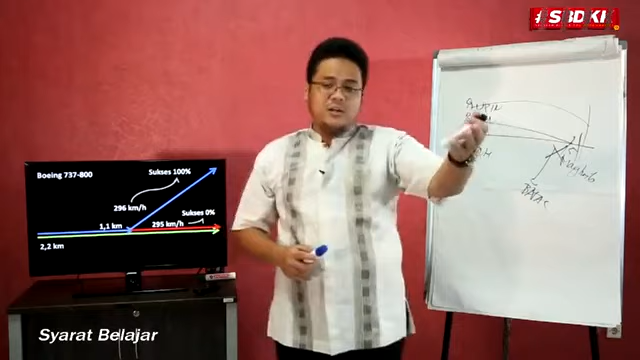 #SBDKI
Boeing 737-800
Sukses 100%
296 km/h
Sukses 0%
1,1 km
295 km/h
2,2 km
Syarat Belajar